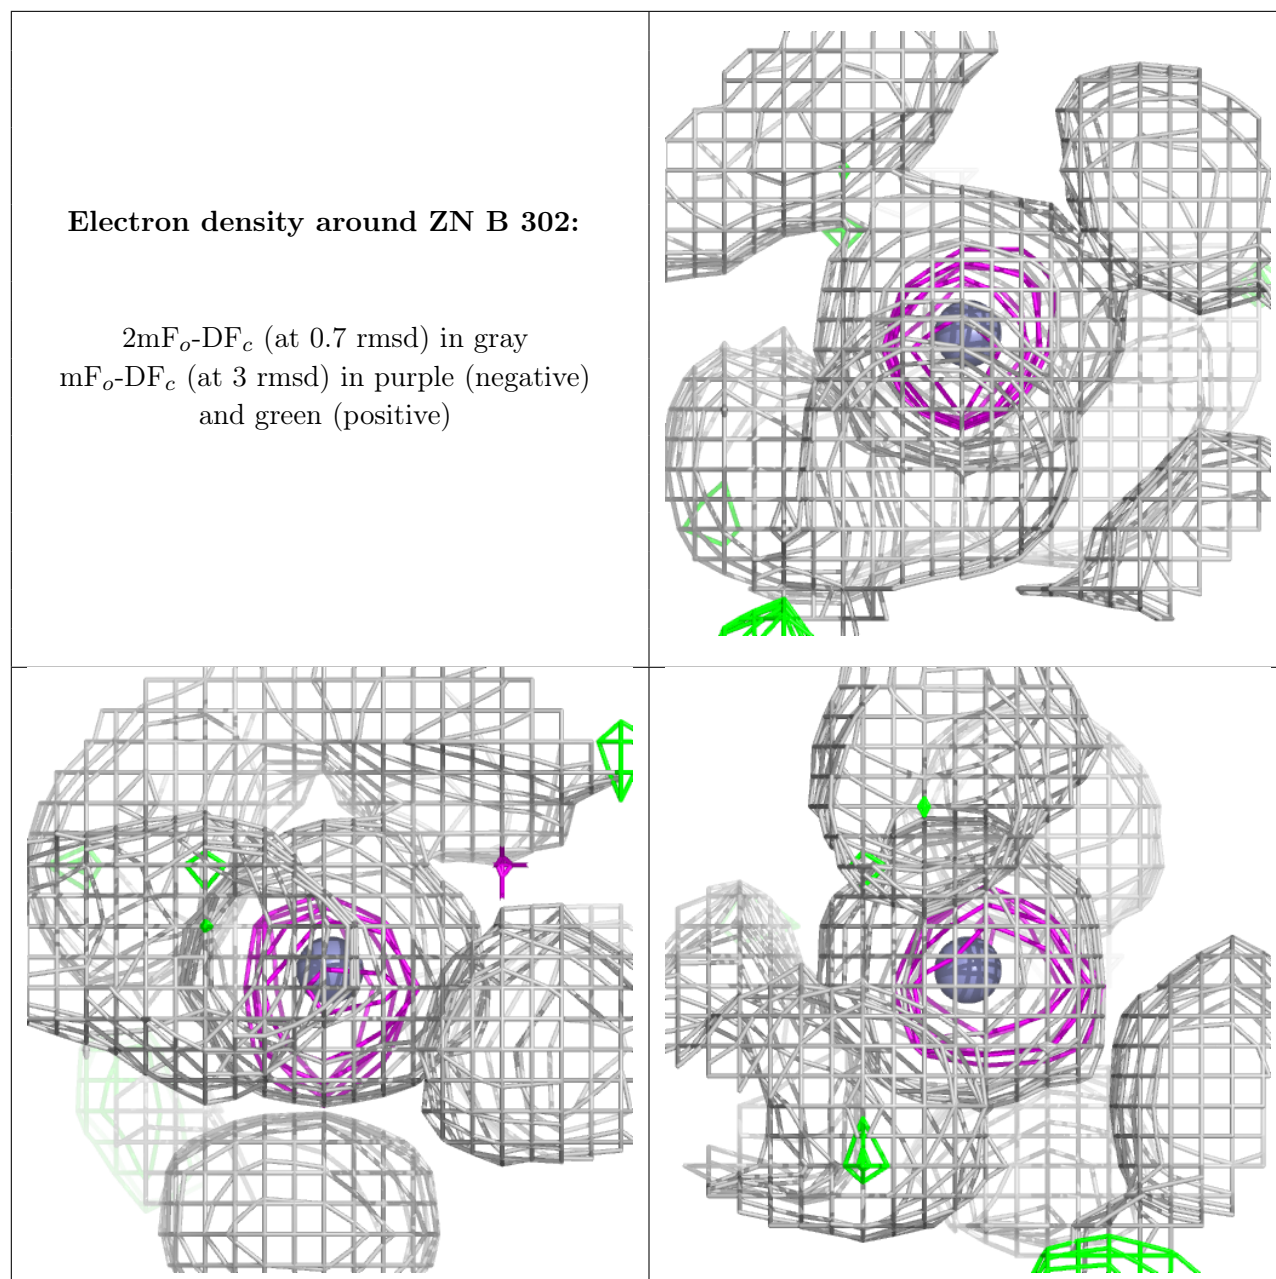 Electron density around ZN B 302:
2mFo-DFc (at 0.7 rmsd) in gray
mFo-DFc (at 3 rmsd) in purple (negative)
and green (positive)